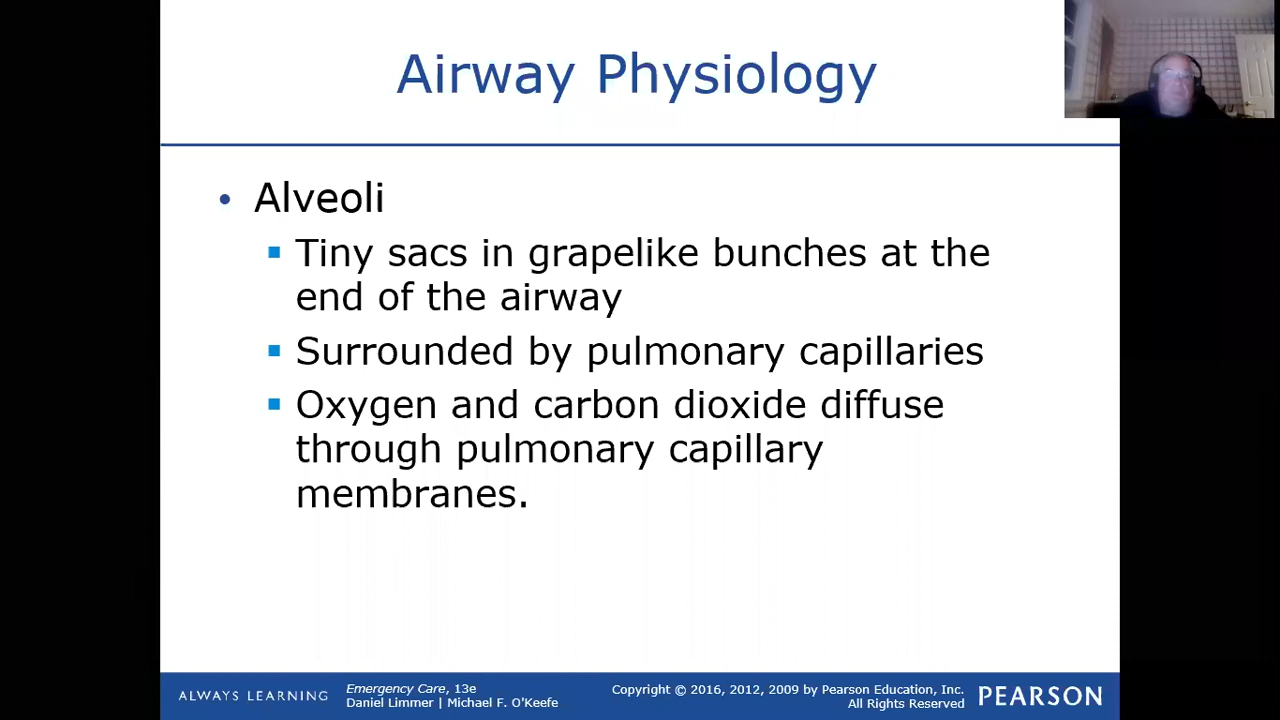 Airway Physiology
• Alveoli
▪ Tiny sacs in grapelike bunches at the
end of the airway
▪ Surrounded by pulmonary capillaries
▪ Oxygen and carbon dioxide diffuse
through pulmonary capillary
membranes.
ALWAYS LEARNING
Emergency Care, 13e
Daniel Limmer | Michael F. O'Keefe
Copyright © 2016, 2012, 2009 by Pearson Education, Inc.
All Rights Reserved
PEARSON